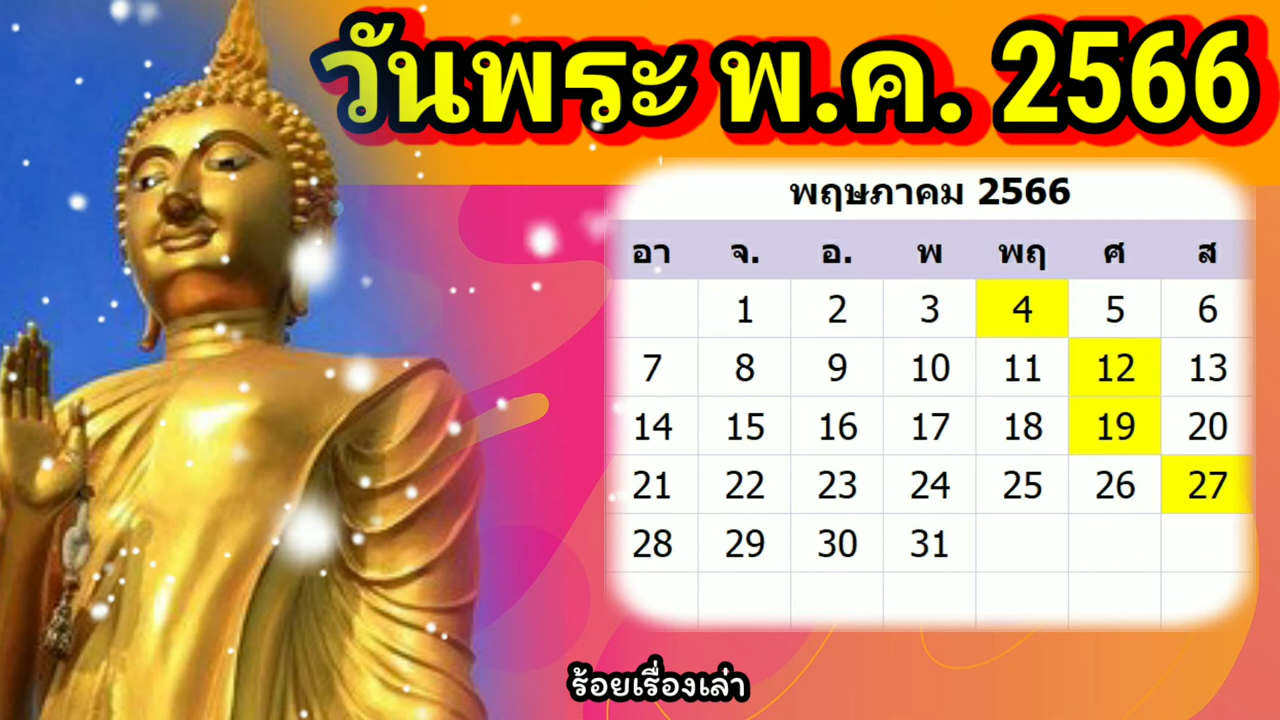 วันพระ พ.ค. 2566
พฤษภาคม 2566
อา จ. อ. พ พฤ ศ ส
1 2 3 4 5 6
7 8 9 10 11 12 13
14 15 16 17 18 19 20
21 22 23 24 25 26 27
28 29 30 31
ร้อยเรื่องเล่า